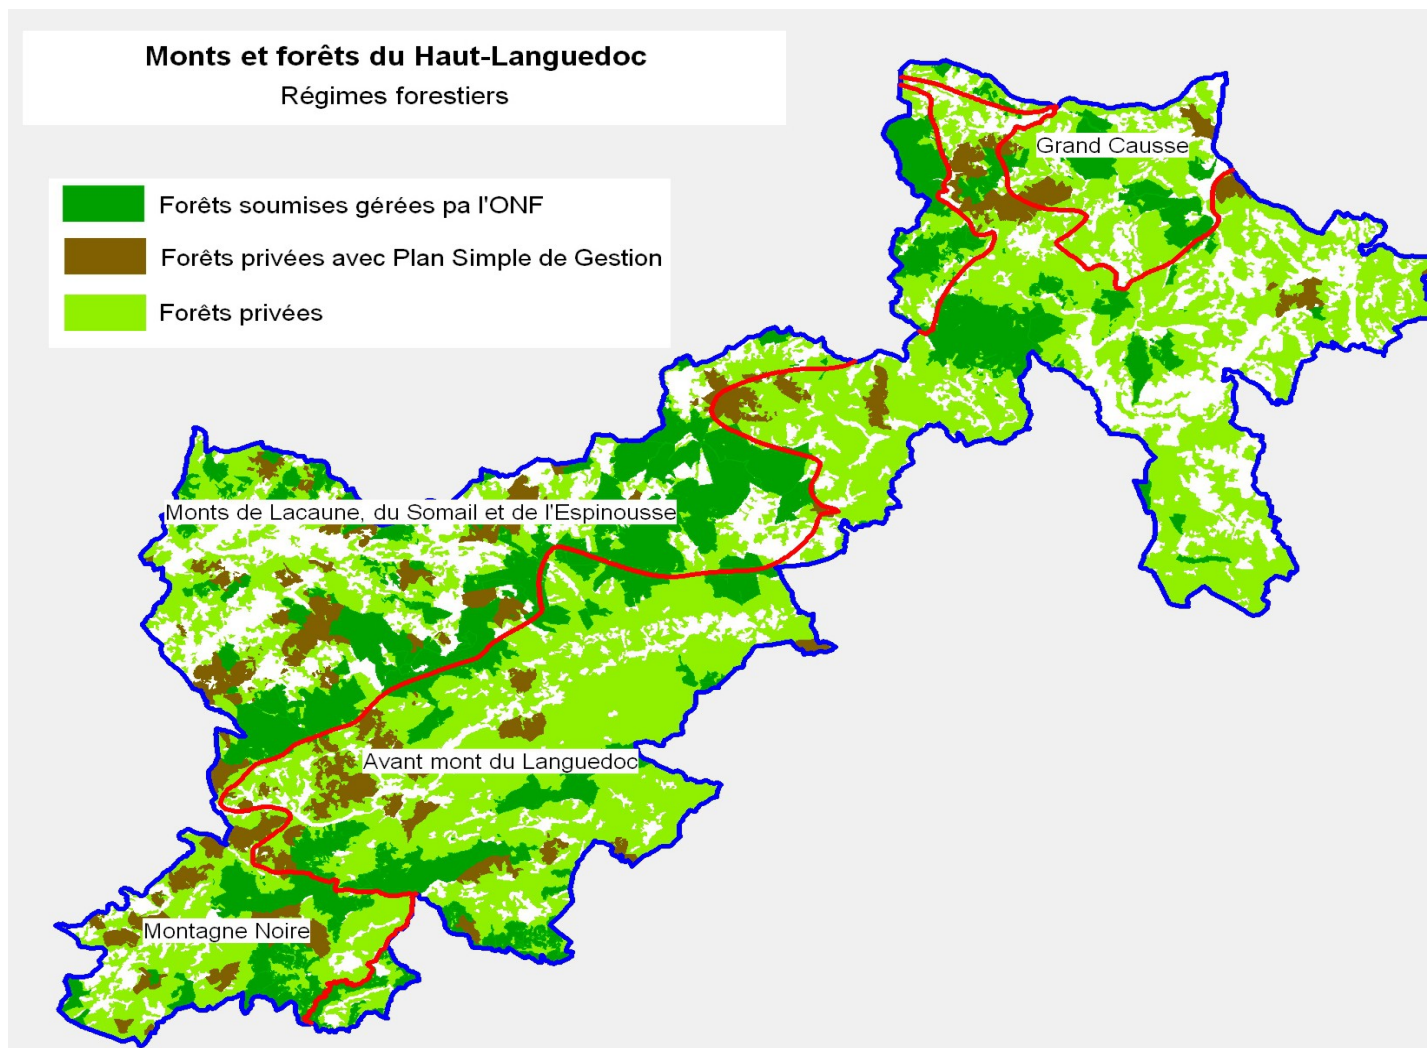 Monts et forêts du Haut-Languedoc
Régimes forestiers
Forêts soumises gérées pa l'ONF
Forêts privées avec Plan Simple de Gestion
Forêts privées
Grand Causse
Monts de Lacaune, du Somail et de l'Espinousse
Avant mont du Languedoc
Montagne Noire